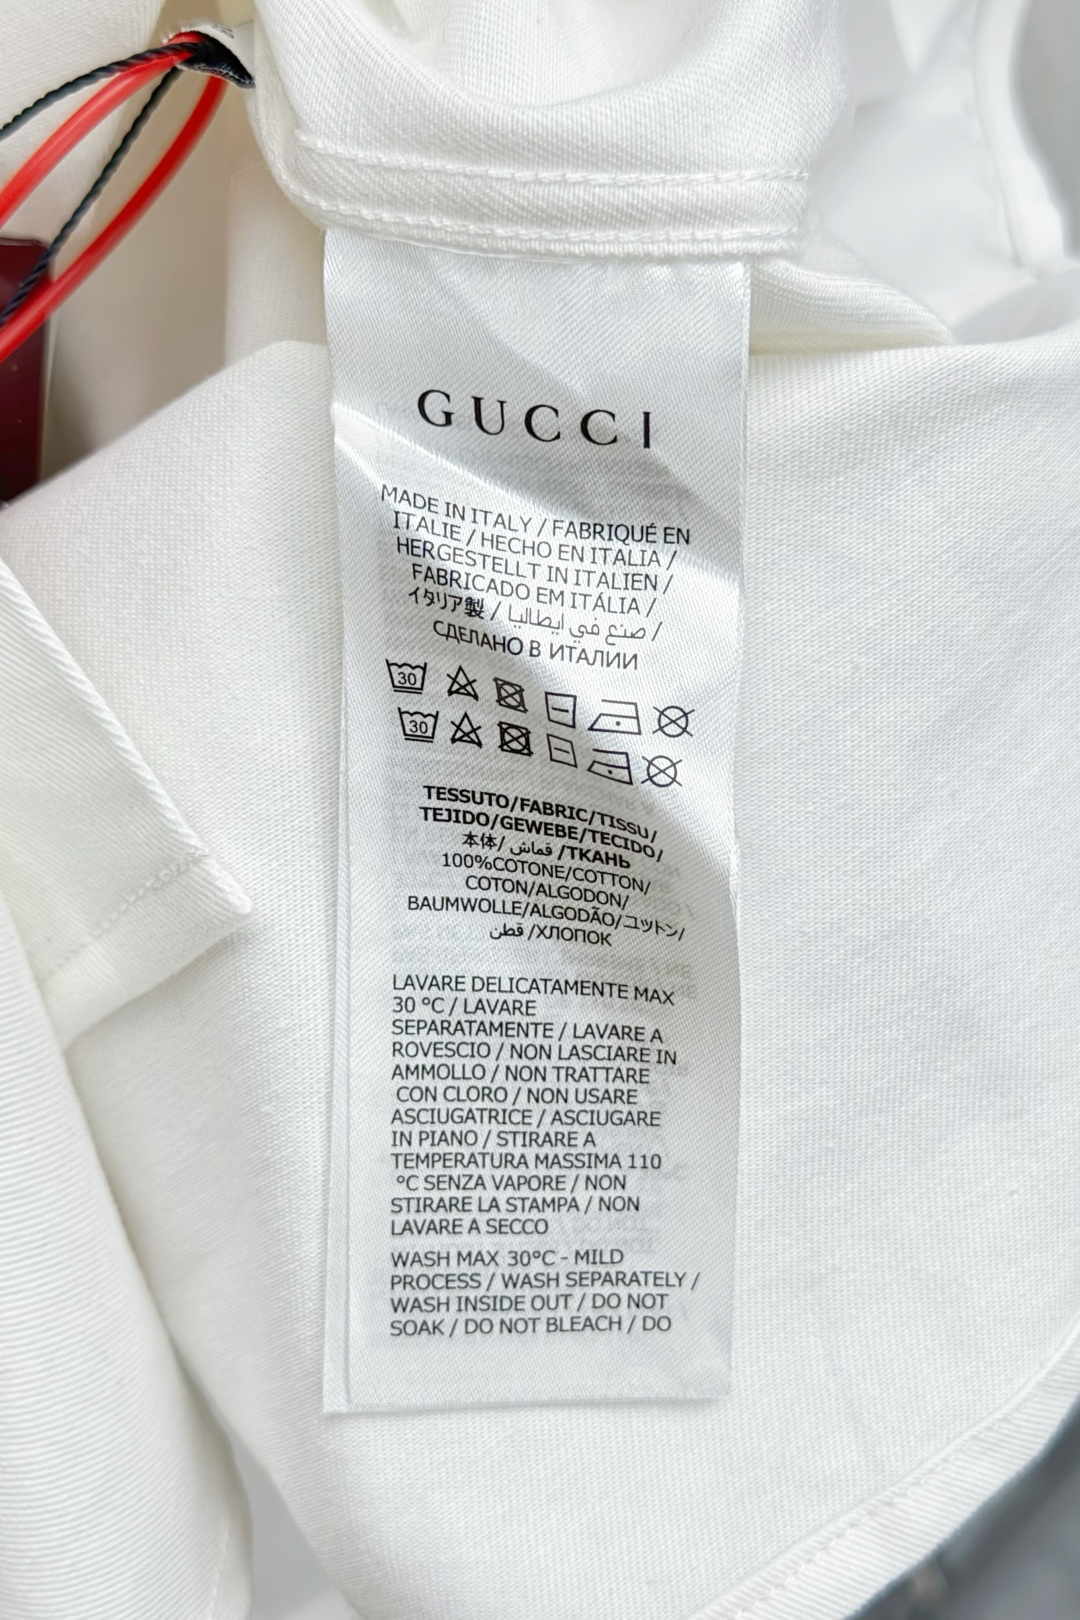 GUCCI
MADE IN ITALY / FABRIQUÉ EN
ITALIE / HECHO EN ITALIA /
HERGESTELLT IN ITALIEN /
FABRICADO EM ITÁLIA /
イタリア製 / صنع في ايطاليا /
СДЕЛАНО В ИТАЛИИ
30
30
TESSUTO/FABRIC/TISSU/
TEJIDO/GEWEBE/TECIDO/
本体/ قماش /ТКАНЬ
100%COTONE/COTTON/
COTON/ALGODON/
BAUMWOLLE/ALGODÃO/コットン/
قطن /ХЛОПОК
LAVARE DELICATAMENTE MAX
30 °C / LAVARE
SEPARATAMENTE / LAVARE A
ROVESCIO / NON LASCIARE IN
AMMOLLO / NON TRATTARE
CON CLORO / NON USARE
ASCIUGATRICE / ASCIUGARE
IN PIANO / STIRARE A
TEMPERATURA MASSIMA 110
°C SENZA VAPORE / NON
STIRARE LA STAMPA / NON
LAVARE A SECCO
WASH MAX 30°C - MILD
PROCESS / WASH SEPARATELY /
WASH INSIDE OUT / DO NOT
SOAK / DO NOT BLEACH / DO